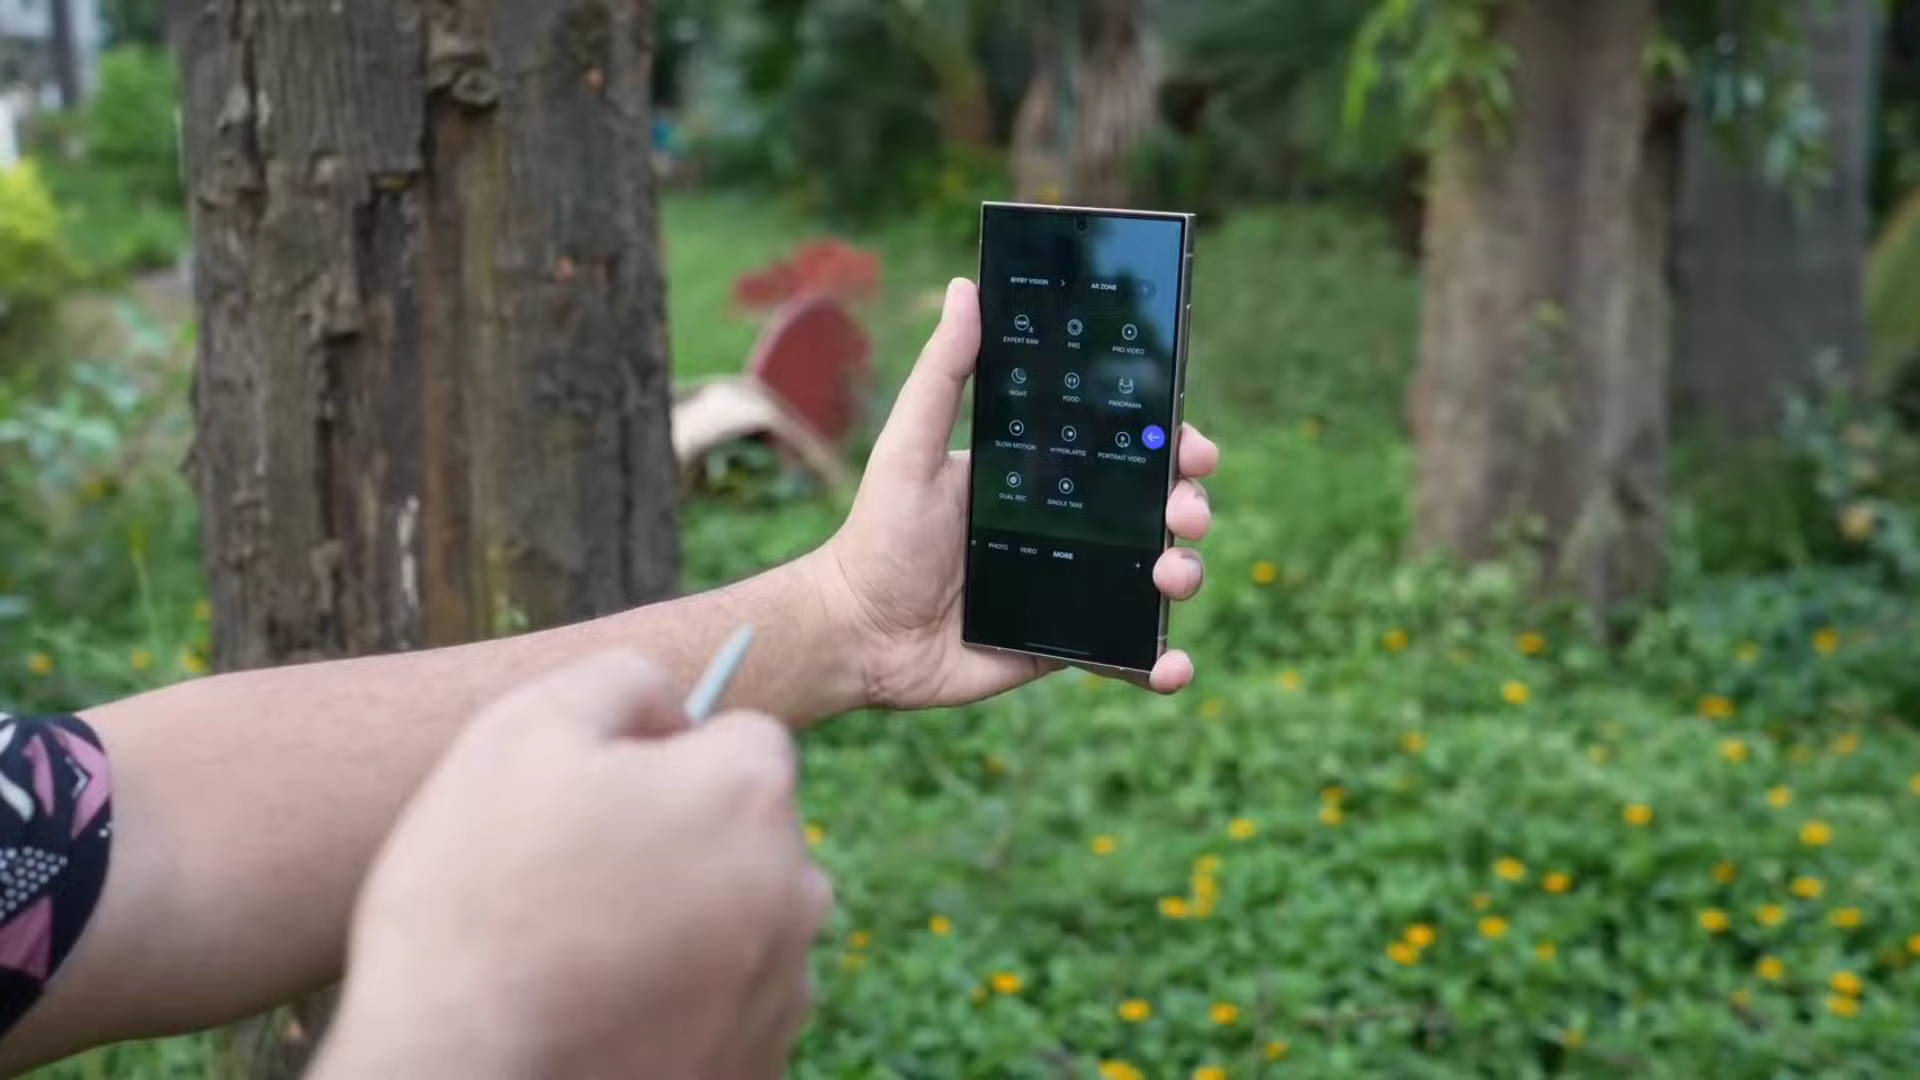 BIXBY VISION
AR ZONE
EXPERT RAW
PRO
PRO VIDEO
NIGHT
FOOD
PANORAMA
SLOW MOTION
HYPERLAPSE
PORTRAIT VIDEO
DUAL REC
SINGLE TAKE
PHOTO
VIDEO
MORE